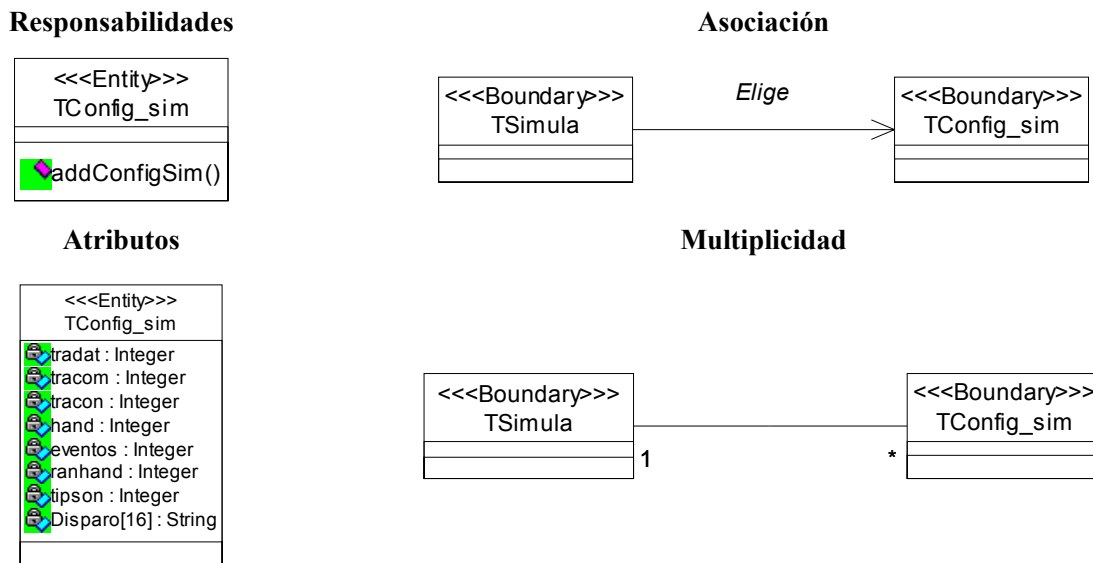 Responsabilidades
<<<Entity>>>
TConfig_sim
addConfigSim()
Asociación
<<<Boundary>>>
TSimula
Elige
<<<Boundary>>>
TConfig_sim
Atributos
<<<Entity>>>
TConfig_sim
tradat : Integer
tracom : Integer
tracon : Integer
hand : Integer
eventos : Integer
ranhand : Integer
tipson : Integer
Disparo[16] : String
Multiplicidad
<<<Boundary>>>
TSimula
1
*
<<<Boundary>>>
TConfig_sim